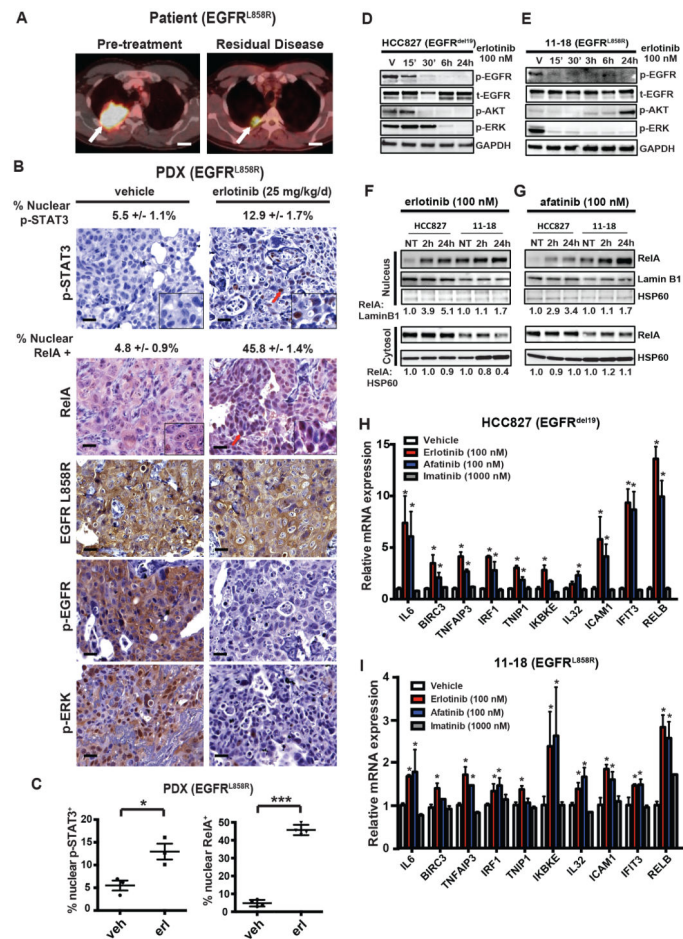 A
Patient (EGFR^L858R)
Pre-treatment
Residual Disease
B
PDX (EGFR^L858R)
vehicle
erlotinib (25 mg/kg/d)
% Nuclear
p-STAT3
5.5 +/- 1.1%
12.9 +/- 1.7%
p-STAT3
% Nuclear
RelA +
4.8 +/- 0.9%
45.8 +/- 1.4%
RelA
EGFR L858R
p-EGFR
p-ERK
C
PDX (EGFR^L858R)
% nuclear p-STAT3+
20
15
10
5
0
*
veh
erl
% nuclear RelA+
50
40
30
20
10
0
***
veh
erl
D
HCC827 (EGFR^del19)
erlotinib
100 nM
V 15' 30' 6h 24h
p-EGFR
t-EGFR
p-AKT
p-ERK
GAPDH
E
11-18 (EGFR^L858R)
erlotinib
100 nM
V 15' 30' 3h 6h 24h
p-EGFR
t-EGFR
p-AKT
p-ERK
GAPDH
F
erlotinib (100 nM)
HCC827
11-18
NT 2h 24h NT 2h 24h
Nulceus
RelA:
LaminB1
1.0 3.9 5.1 1.0 1.1 1.7
Cytosol
RelA:
HSP60
1.0 1.0 0.9 1.0 0.8 0.4
G
afatinib (100 nM)
HCC827
11-18
NT 2h 24h NT 2h 24h
RelA
Lamin B1
HSP60
1.0 2.9 3.4 1.0 1.1 1.7
RelA
HSP60
1.0 2.9 1.0 1.0 1.2 1.1
H
HCC827 (EGFR^del19)
Vehicle
Erlotinib (100 nM)
Afatinib (100 nM)
Imatinib (1000 nM)
Relative mRNA expression
15
10
5
0
* * * * * * * * * * * * * * * * * *
IL6
BIRC3
TNFAIP3
IRF1
TNIP1
IKBKE
IL32
ICAM1
IFIT3
RELB
I
11-18 (EGFR^L858R)
Vehicle
Erlotinib (100 nM)
Afatinib (100 nM)
Imatinib (1000 nM)
Relative mRNA expression
4
3
2
1
0
* * * * * * * * * * * * * * * * * *
IL6
BIRC3
TNFAIP3
IRF1
TNIP1
IKBKE
IL32
ICAM1
IFIT3
RELB